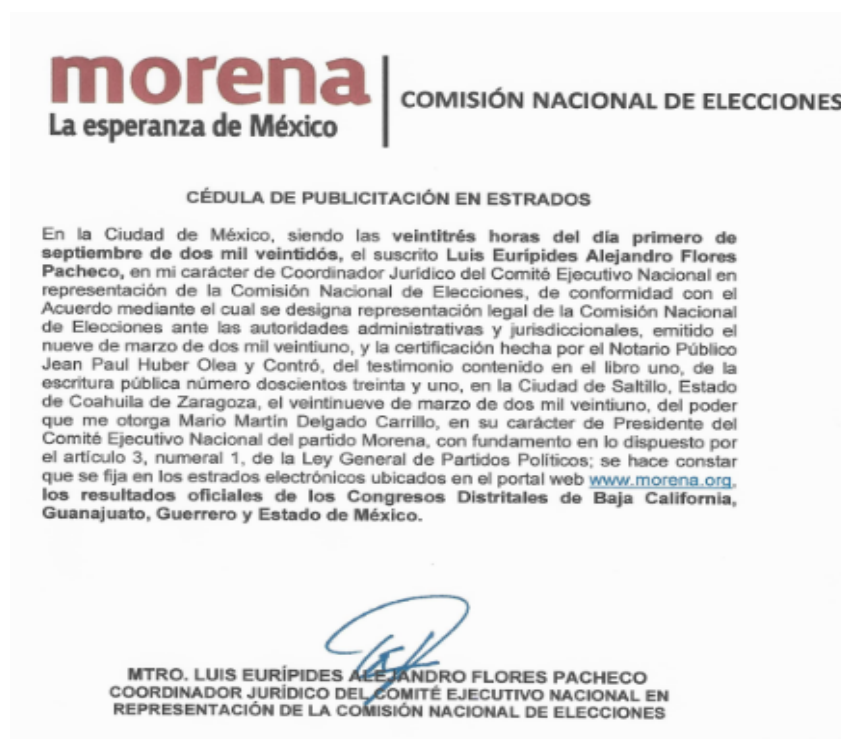 morena
La esperanza de México
COMISIÓN NACIONAL DE ELECCIONES
CÉDULA DE PUBLICITACIÓN EN ESTRADOS
En la Ciudad de México, siendo las veintitrés horas del día primero de
septiembre de dos mil veintidós, el suscrito Luis Eurípides Alejandro Flores
Pacheco, en mi carácter de Coordinador Jurídico del Comité Ejecutivo Nacional en
representación de la Comisión Nacional de Elecciones, de conformidad con el
Acuerdo mediante el cual se designa representación legal de la Comisión Nacional
de Elecciones ante las autoridades administrativas y jurisdiccionales, emitido el
nueve de marzo de dos mil veintiuno, y la certificación hecha por el Notario Público
Jean Paul Huber Olea y Contró, del testimonio contenido en el libro uno, de la
escritura pública número doscientos treinta y uno, en la Ciudad de Saltillo, Estado
de Coahuila de Zaragoza, el veintinueve de marzo de dos mil veintiuno, del poder
que me otorga Mario Martín Delgado Carrillo, en su carácter de Presidente del
Comité Ejecutivo Nacional del partido Morena, con fundamento en lo dispuesto por
el artículo 3, numeral 1, de la Ley General de Partidos Políticos; se hace constar
que se fija en los estrados electrónicos ubicados en el portal web www.morena.org,
los resultados oficiales de los Congresos Distritales de Baja California,
Guanajuato, Guerrero y Estado de México.
MTRO. LUIS EURÍPIDES ALEJANDRO FLORES PACHECO
COORDINADOR JURÍDICO DEL COMITÉ EJECUTIVO NACIONAL EN
REPRESENTACIÓN DE LA COMISIÓN NACIONAL DE ELECCIONES